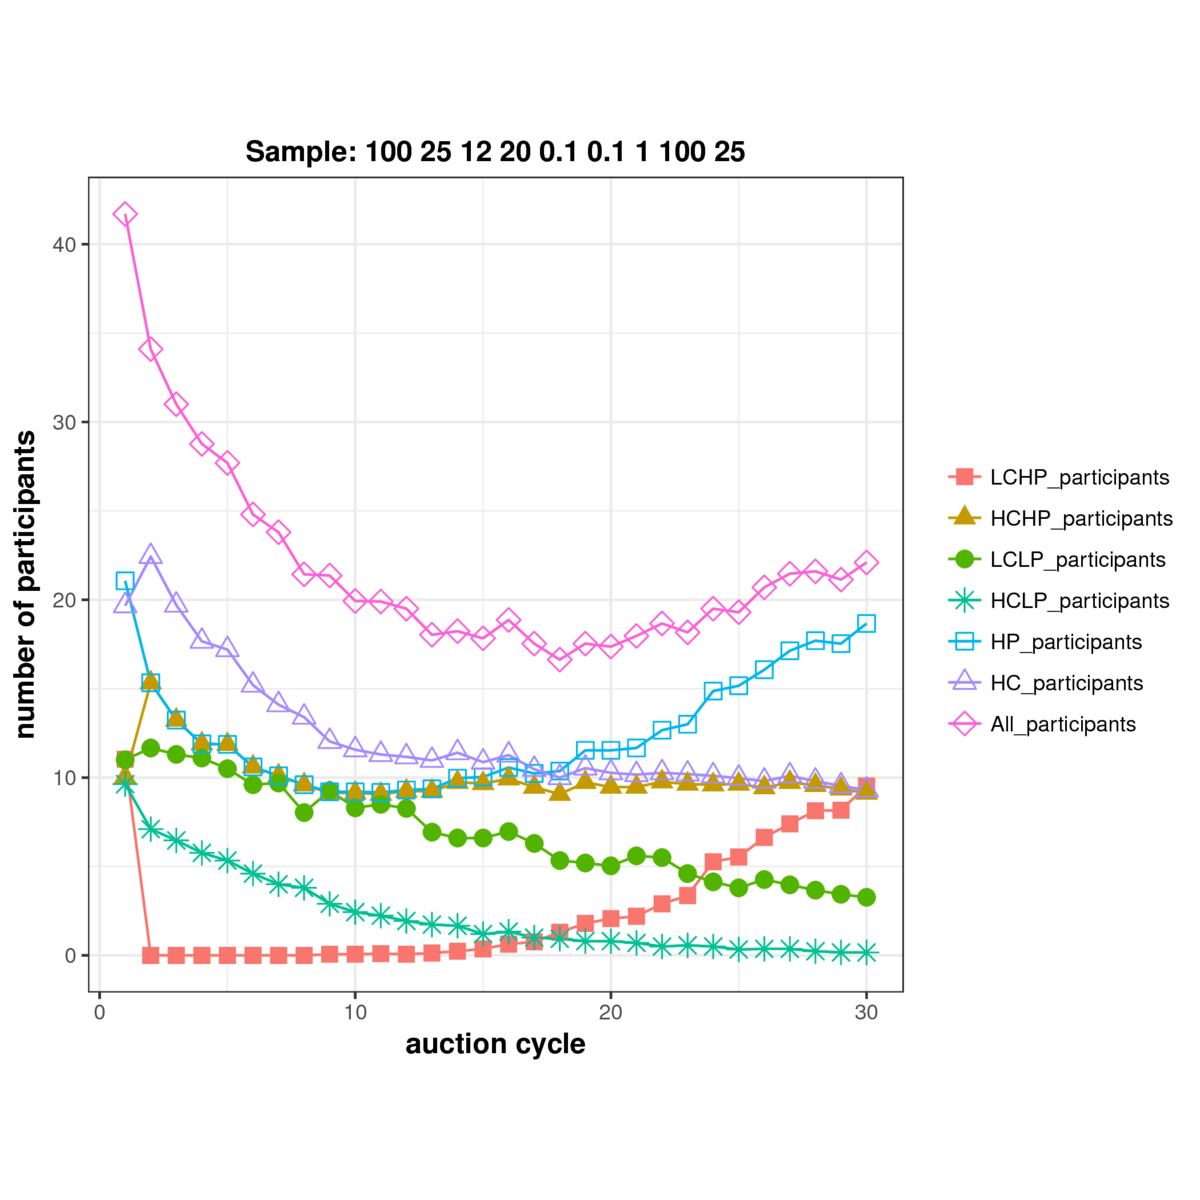 Sample: 100 25 12 20 0.1 0.1 1 100 25
number of participants
40
30
20
10
0
0 10 20 30
auction cycle
LCHP_participants
HCHP_participants
LCLP_participants
HCLP_participants
HP_participants
HC_participants
All_participants